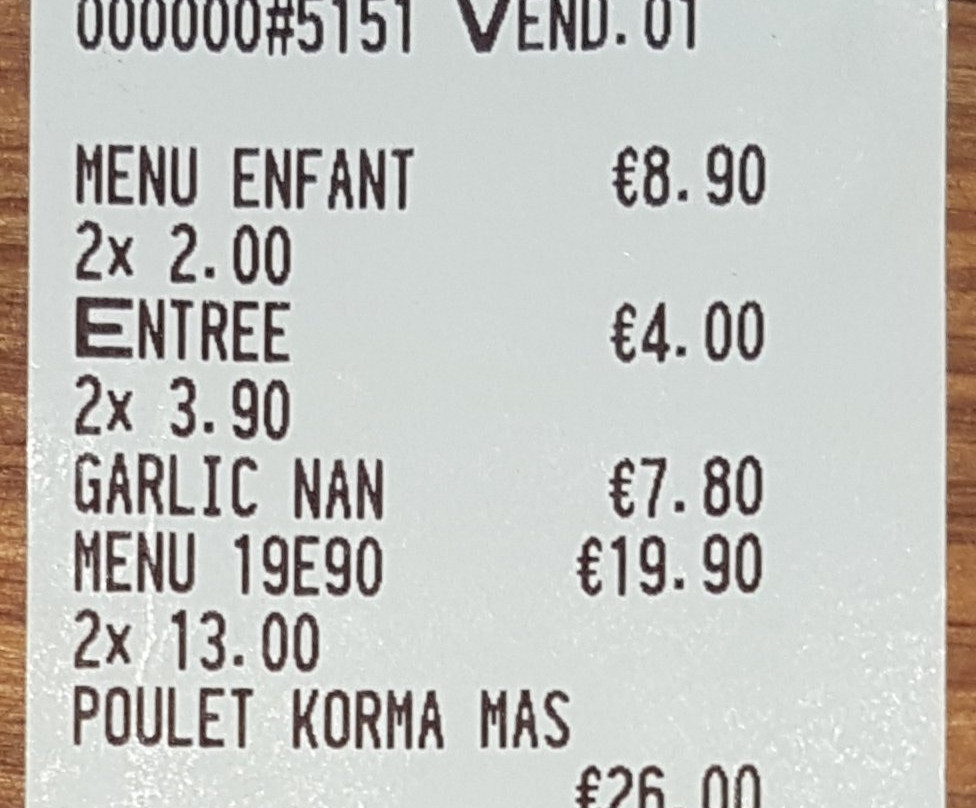 000000#5151 VEND.01
MENU ENFANT €8.90
2x 2.00
ENTREE €4.00
2x 3.90
GARLIC NAN €7.80
MENU 19E90 €19.90
2x 13.00
POULET KORMA MAS
€26.00